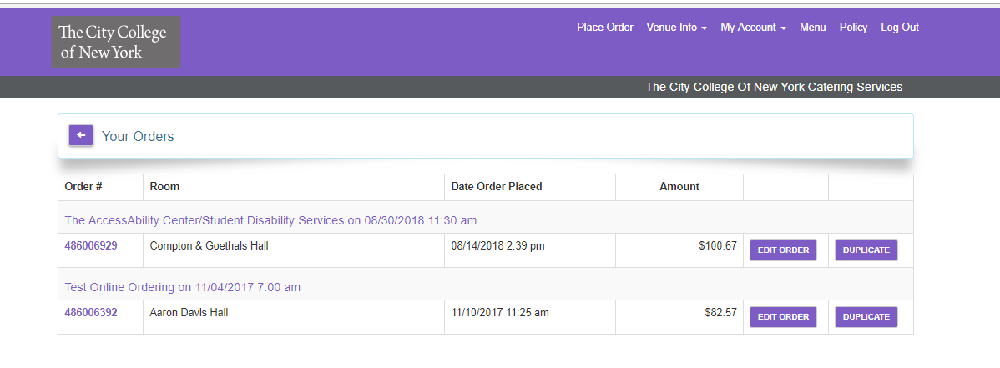 The City College
of New York
Place Order Venue Info My Account Menu Policy Log Out
The City College Of New York Catering Services
Your Orders
Order # Room Date Order Placed Amount
The AccessAbility Center/Student Disability Services on 08/30/2018 11:30 am
486006929 Compton & Goethals Hall 08/14/2018 2:39 pm $100.67 EDIT ORDER DUPLICATE
Test Online Ordering on 11/04/2017 7:00 am
486006392 Aaron Davis Hall 11/10/2017 11:25 am $82.57 EDIT ORDER DUPLICATE